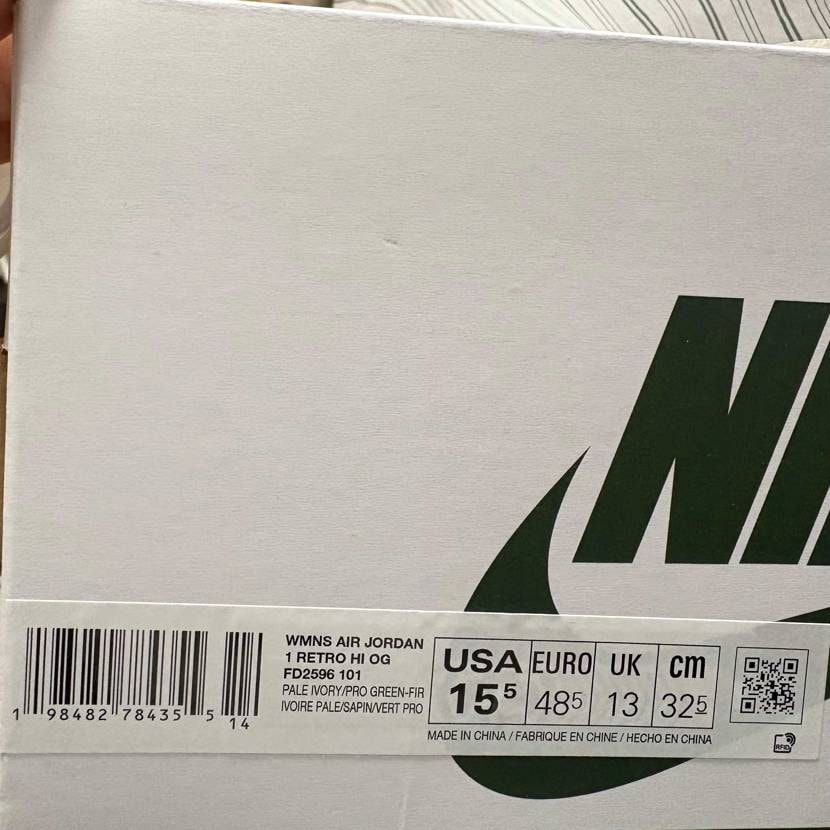 NI
WMNS AIR JORDAN
1 RETRO HI OG
FD2596 101
PALE IVORY/PRO GREEN-FIR
IVOIRE PALE/SAPIN/VERT PRO
USA EURO UK cm
15⁵ 48⁵ 13 32⁵
MADE IN CHINA / FABRIQUE EN CHINE / HECHO EN CHINA
1 98482 78435 5
14
RFID